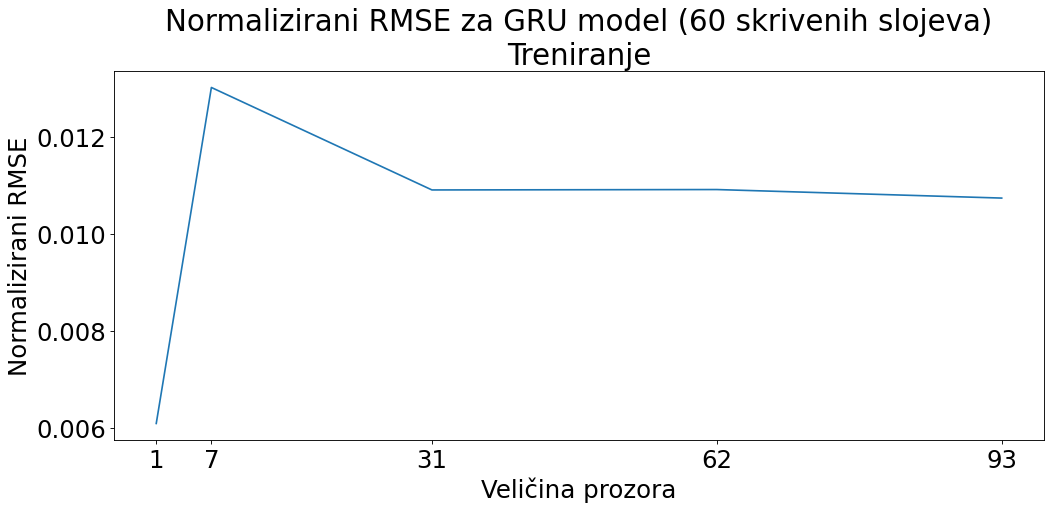 Normalizirani RMSE za GRU model (60 skrivenih slojeva)
Treniranje
Normalizirani RMSE
0.012
0.010
0.008
0.006
1 7 31 62 93
Veličina prozora